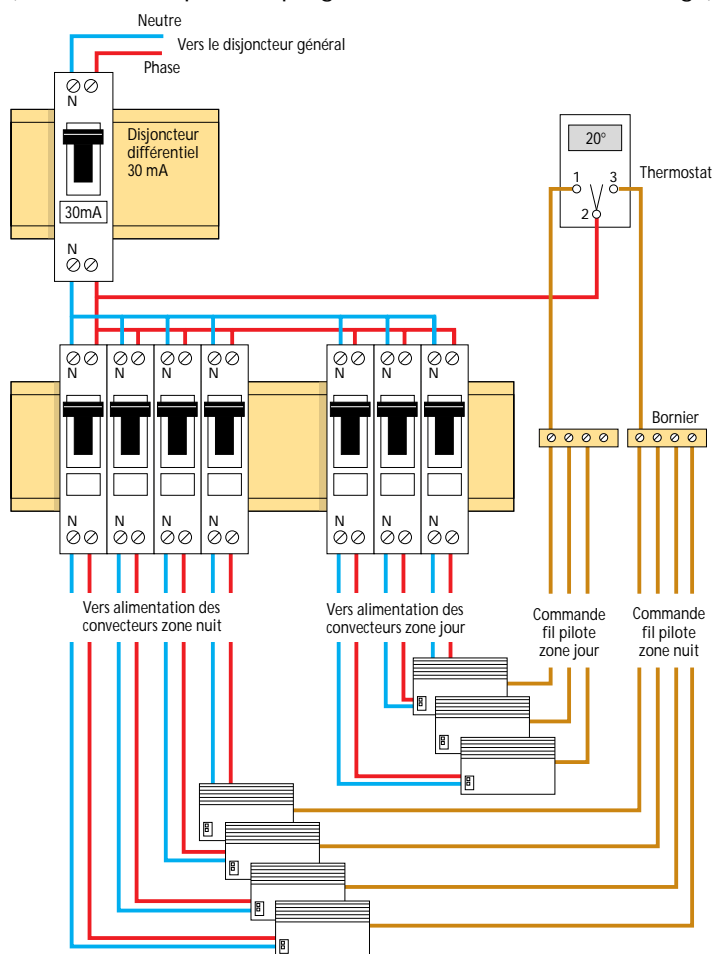 Neutre
Vers le disjoncteur général
Phase
N
Disjoncteur
différentiel
30 mA
30mA
N
20°
1 3
2
Thermostat
N N N N N N N
Bornier
N N N N N N N
Vers alimentation des
convecteurs zone nuit
Vers alimentation des
convecteurs zone jour
Commande
fil pilote
zone jour
Commande
fil pilote
zone nuit